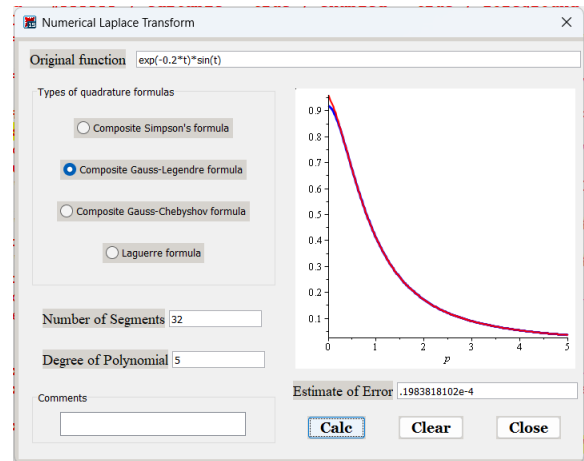 Numerical Laplace Transform
Original function exp(-0.2*t)*sin(t)
Types of quadrature formulas
Composite Simpson's formula
Composite Gauss-Legendre formula
Composite Gauss-Chebyshov formula
Laguerre formula
Number of Segments 32
Degree of Polynomial 5
Comments
0.9
0.8
0.7
0.6
0.5
0.4
0.3
0.2
0.1
0 1 2 3 4 5
p
Estimate of Error .1983818102e-4
Calc Clear Close